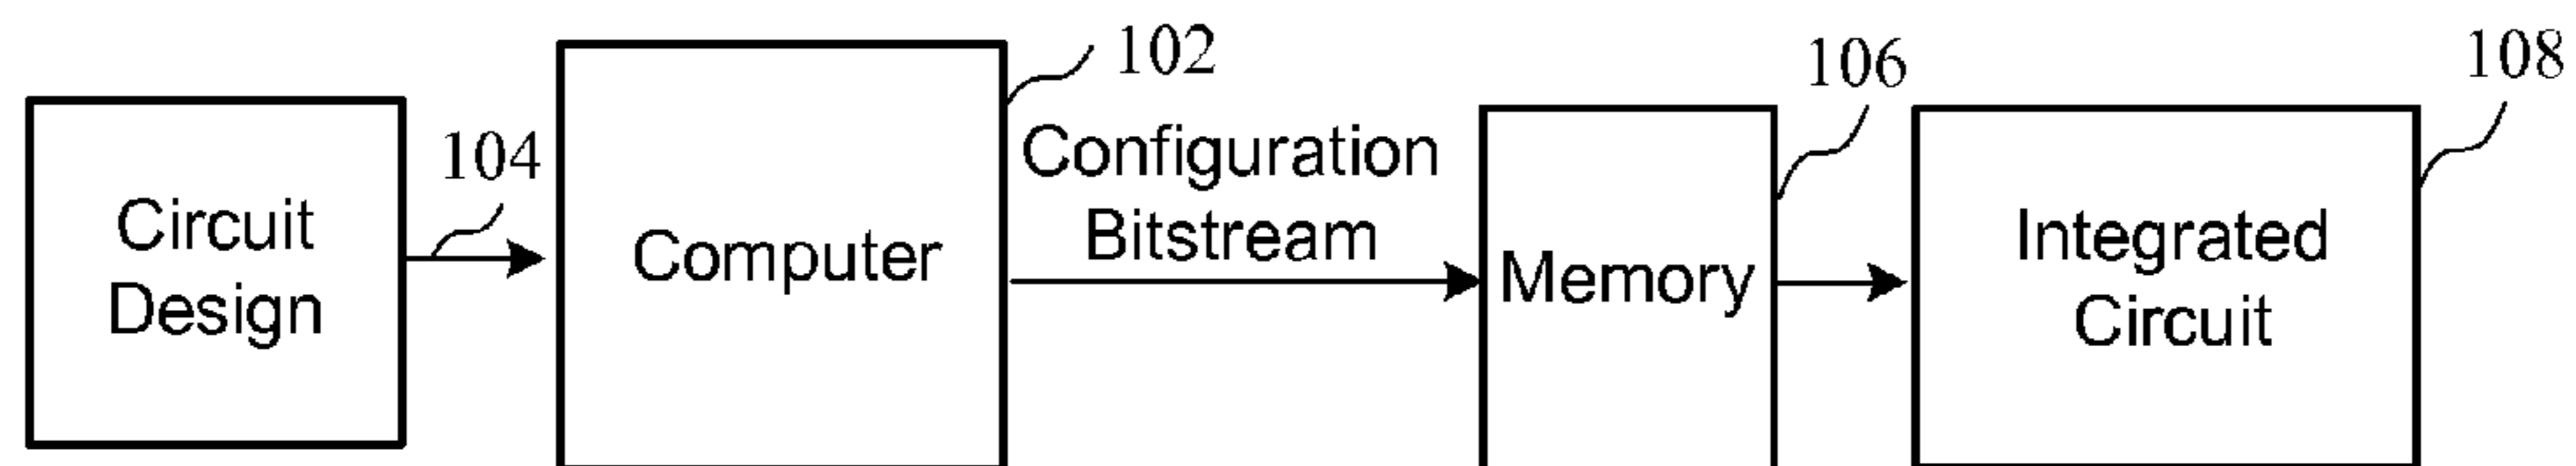 102
106
108
104
Configuration
Bitstream
Circuit
Design
Computer
Memory
Integrated
Circuit